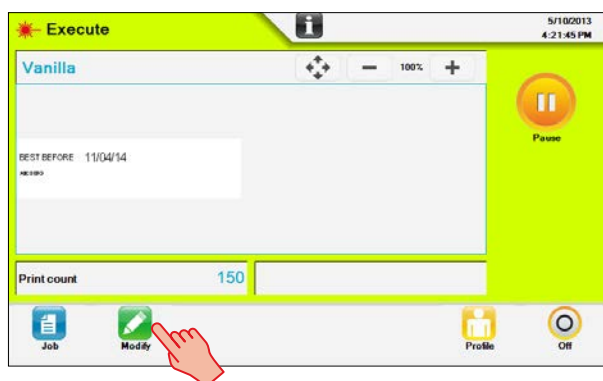 Execute
5/10/2013
4:21:45 PM
Vanilla
100%
Pause
BEST BEFORE 11/04/14
Print count 150
Job
Modify
Profile
Off